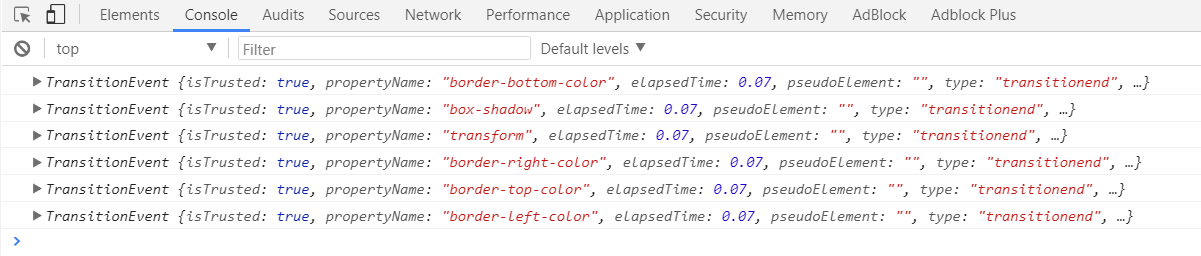 Elements Console Audits Sources Network Performance Application Security Memory AdBlock Adblock Plus
top Filter Default levels
TransitionEvent {isTrusted: true, propertyName: "border-bottom-color", elapsedTime: 0.07, pseudoElement: "", type: "transitionend", …}
TransitionEvent {isTrusted: true, propertyName: "box-shadow", elapsedTime: 0.07, pseudoElement: "", type: "transitionend", …}
TransitionEvent {isTrusted: true, propertyName: "transform", elapsedTime: 0.07, pseudoElement: "", type: "transitionend", …}
TransitionEvent {isTrusted: true, propertyName: "border-right-color", elapsedTime: 0.07, pseudoElement: "", type: "transitionend", …}
TransitionEvent {isTrusted: true, propertyName: "border-top-color", elapsedTime: 0.07, pseudoElement: "", type: "transitionend", …}
TransitionEvent {isTrusted: true, propertyName: "border-left-color", elapsedTime: 0.07, pseudoElement: "", type: "transitionend", …}